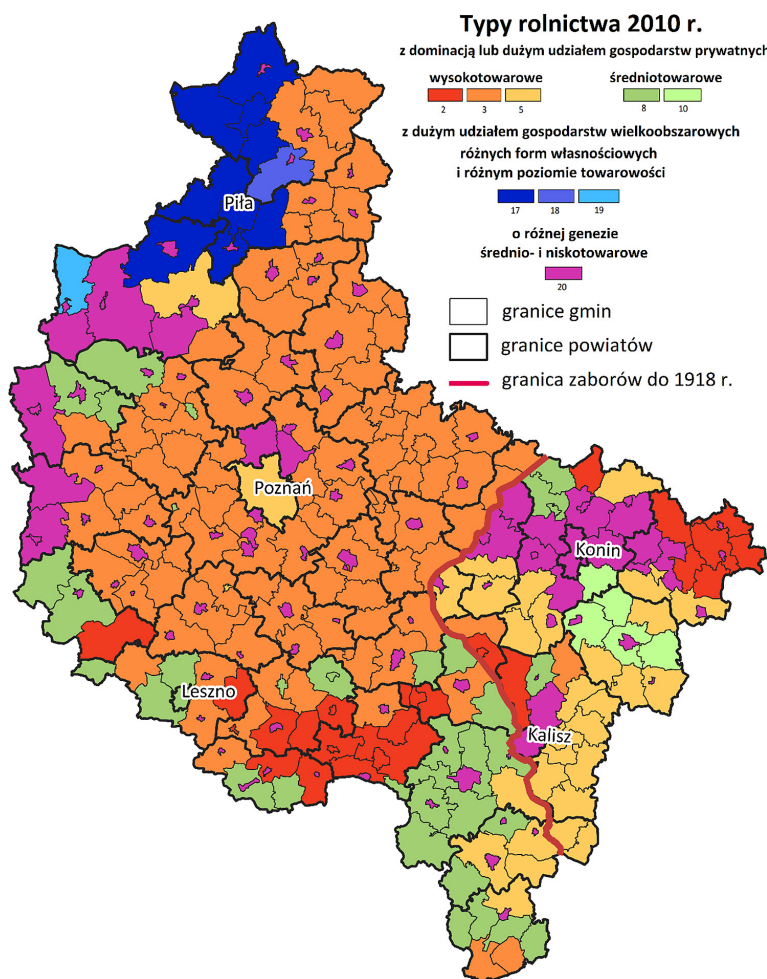 Typy rolnictwa 2010 r.
z dominacją lub dużym udziałem gospodarstw prywatnych
wysokotowarowe
średniotowarowe
2 3 5
8 10
z dużym udziałem gospodarstw wielkoobszarowych
różnych form własnościowych
i różnym poziomie towarowości
17 18 19
o różnej genezie
średnio- i niskotowarowe
20
granice gmin
granice powiatów
granica zaborów do 1918 r.
Piła
Poznań
Konin
Leszno
Kalisz